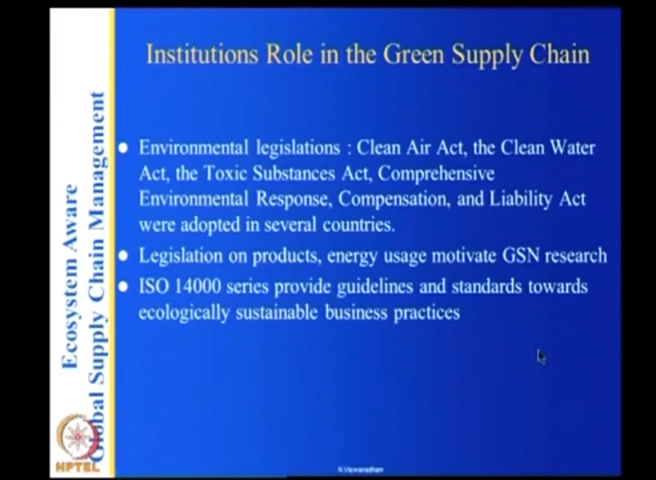 Institutions Role in the Green Supply Chain
Environmental legislations : Clean Air Act, the Clean Water
Act, the Toxic Substances Act, Comprehensive
Environmental Response, Compensation, and Liability Act
were adopted in several countries.
Legislation on products, energy usage motivate GSN research
ISO 14000 series provide guidelines and standards towards
ecologically sustainable business practices
Ecosystem Aware
Global Supply Chain Management
NPTEL
N.Viswanadham